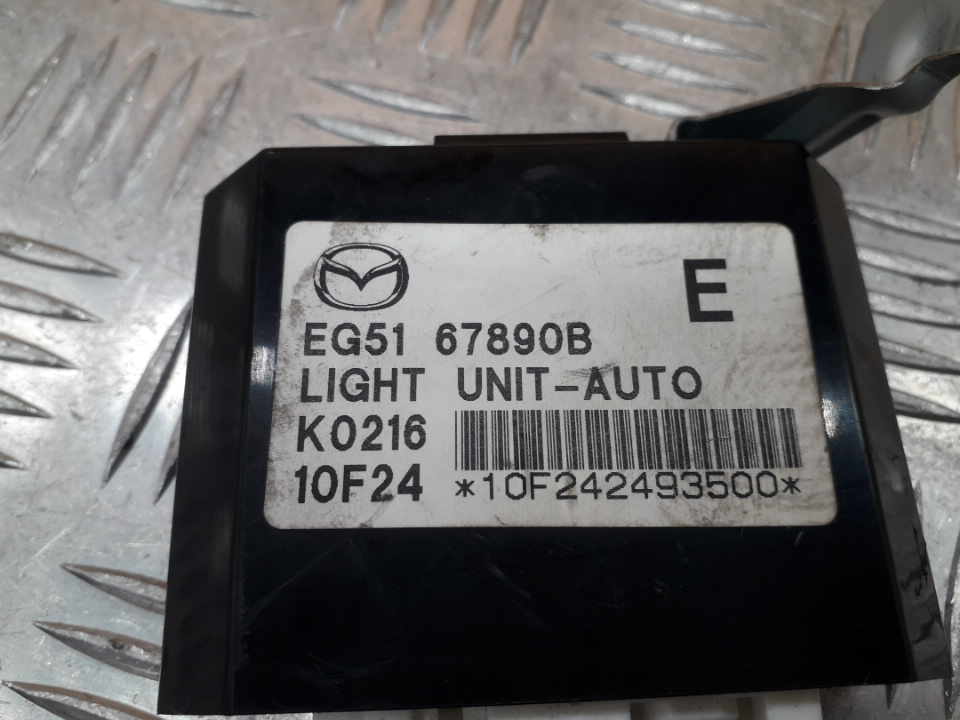 E
EG51 67890B
LIGHT UNIT-AUTO
K0216
10F24 *10F242493500*